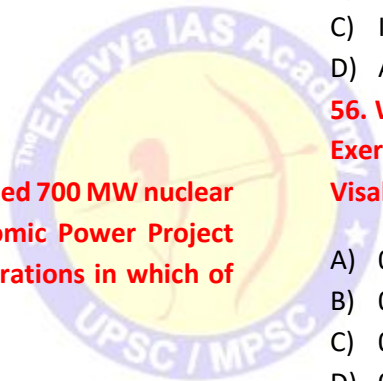 The Eklavya IAS Academy
UPSC / MPSC
ed 700 MW nuclear
omic Power Project
rations in which of
C)
D)
56.
Exer
Visa
A)
B)
C)
D)